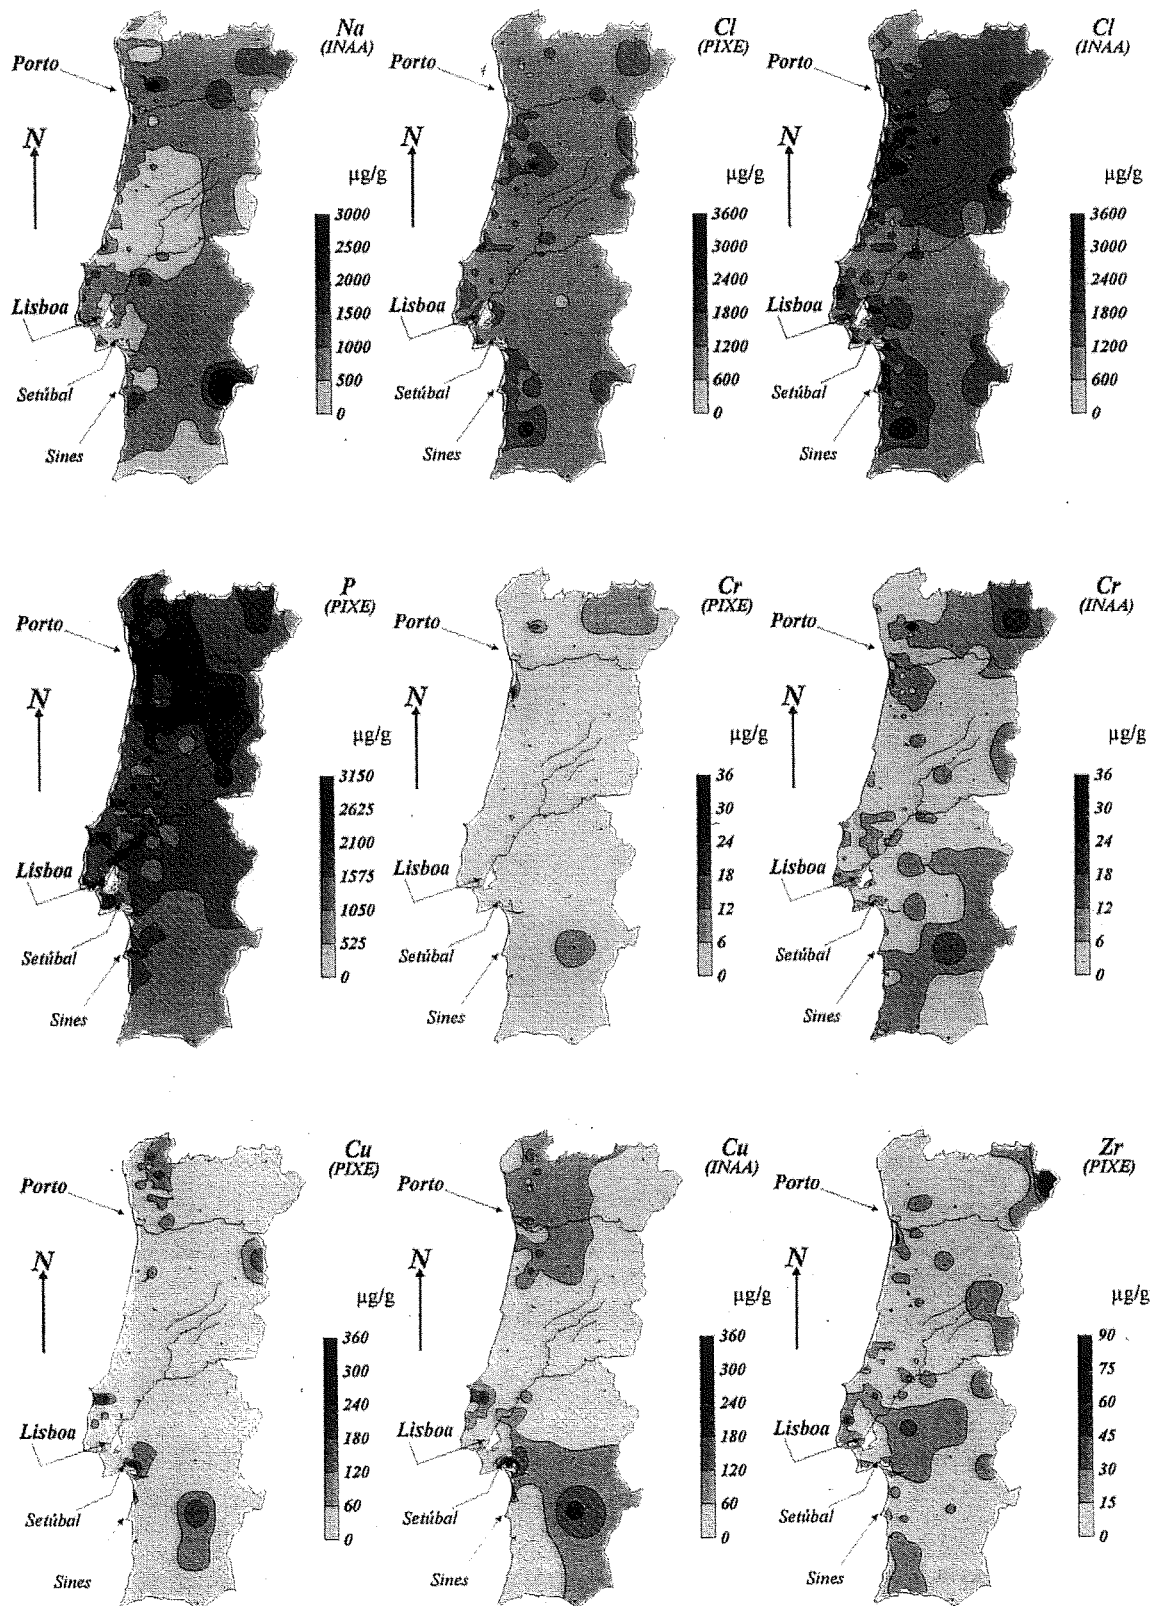 Na
(INAA)
Porto
N
µg/g
3000
2500
2000
1500
1000
500
0
Lisboa
Setúbal
Sines
Cl
(PIXE)
Porto
N
µg/g
3600
3000
2400
1800
1200
600
0
Lisboa
Setúbal
Sines
Cl
(INAA)
Porto
N
µg/g
3600
3000
2400
1800
1200
600
0
Lisboa
Setúbal
Sines
P
(PIXE)
Porto
N
µg/g
3150
2625
2100
1575
1050
525
0
Lisboa
Setúbal
Sines
Cr
(PIXE)
Porto
N
µg/g
36
30
24
18
12
6
0
Lisboa
Setúbal
Sines
Cr
(INAA)
Porto
N
µg/g
36
30
24
18
12
6
0
Lisboa
Setúbal
Sines
Cu
(PIXE)
Porto
N
µg/g
360
300
240
180
120
60
0
Lisboa
Setúbal
Sines
Cu
(INAA)
Porto
N
µg/g
360
300
240
180
120
60
0
Lisboa
Setúbal
Sines
Zr
(PIXE)
Porto
N
µg/g
90
75
60
45
30
15
0
Lisboa
Setúbal
Sines